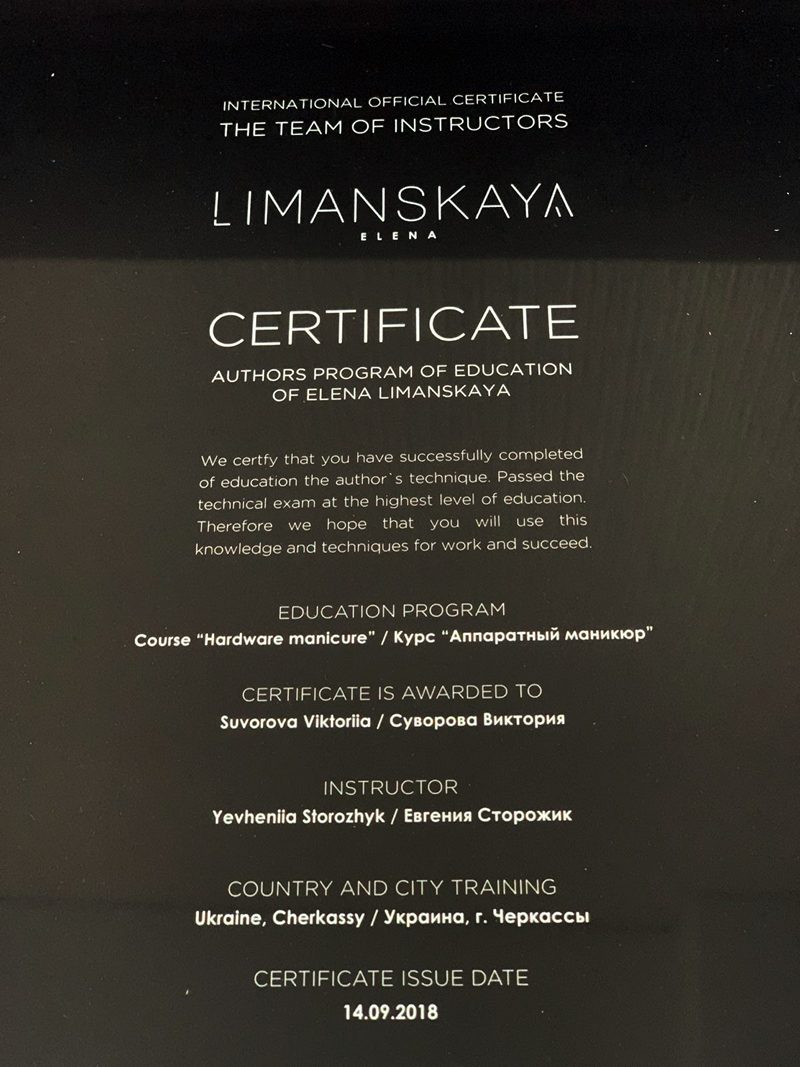 INTERNATIONAL OFFICIAL CERTIFICATE
THE TEAM OF INSTRUCTORS
LIMANSKAYA
ELENA
CERTIFICATE
AUTHORS PROGRAM OF EDUCATION
OF ELENA LIMANSKAYA
We certfy that you have successfully completed
of education the author`s technique. Passed the
technical exam at the highest level of education.
Therefore we hope that you will use this
knowledge and techniques for work and succeed.
EDUCATION PROGRAM
Course “Hardware manicure” / Курс “Аппаратный маникюр”
CERTIFICATE IS AWARDED TO
Suvorova Viktoriia / Суворова Виктория
INSTRUCTOR
Yevheniia Storozhyk / Евгения Сторожик
COUNTRY AND CITY TRAINING
Ukraine, Cherkassy / Украина, г. Черкассы
CERTIFICATE ISSUE DATE
14.09.2018